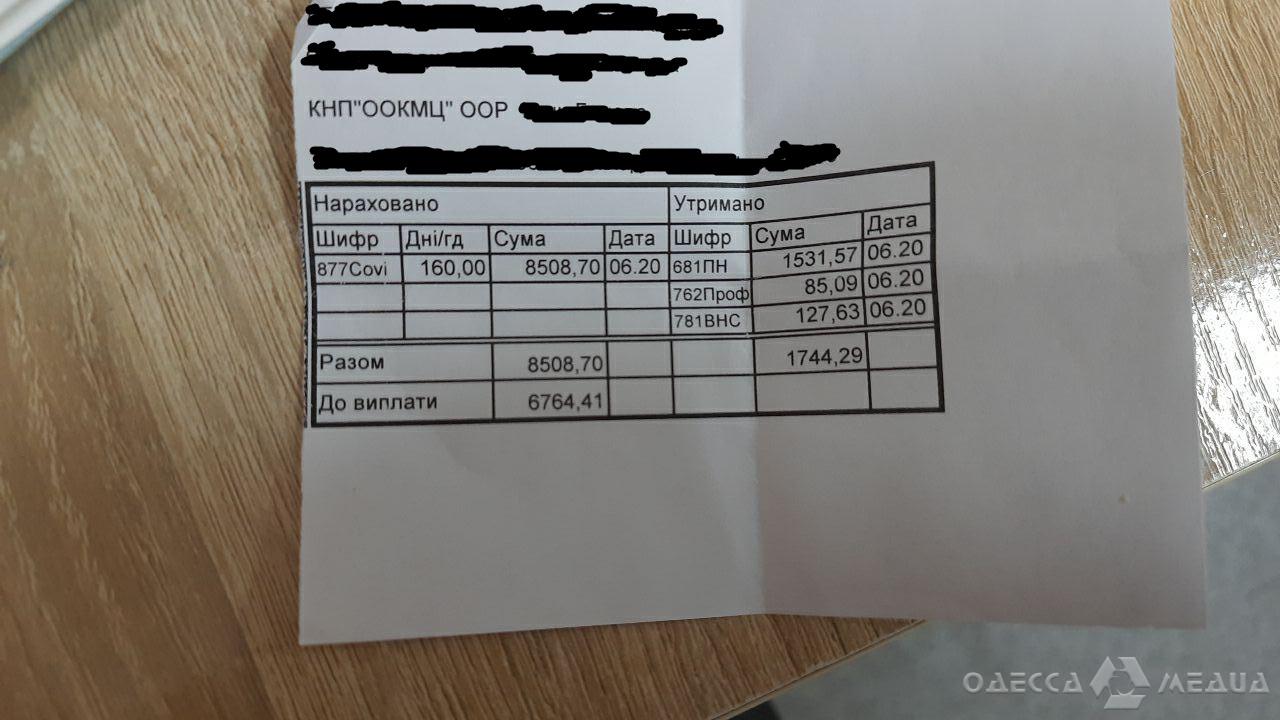 КНП"ООКМЦ" ООР
Нараховано Утримано
Шифр Дні/гд Сума Дата Шифр Сума Дата
877Covi 160,00 8508,70 06.20 681ПН 1531,57 06.20
762Проф 85,09 06.20
781ВНС 127,63 06.20
Разом 8508,70 1744,29
До виплати 6764,41
ОДЕССА МЕДИА